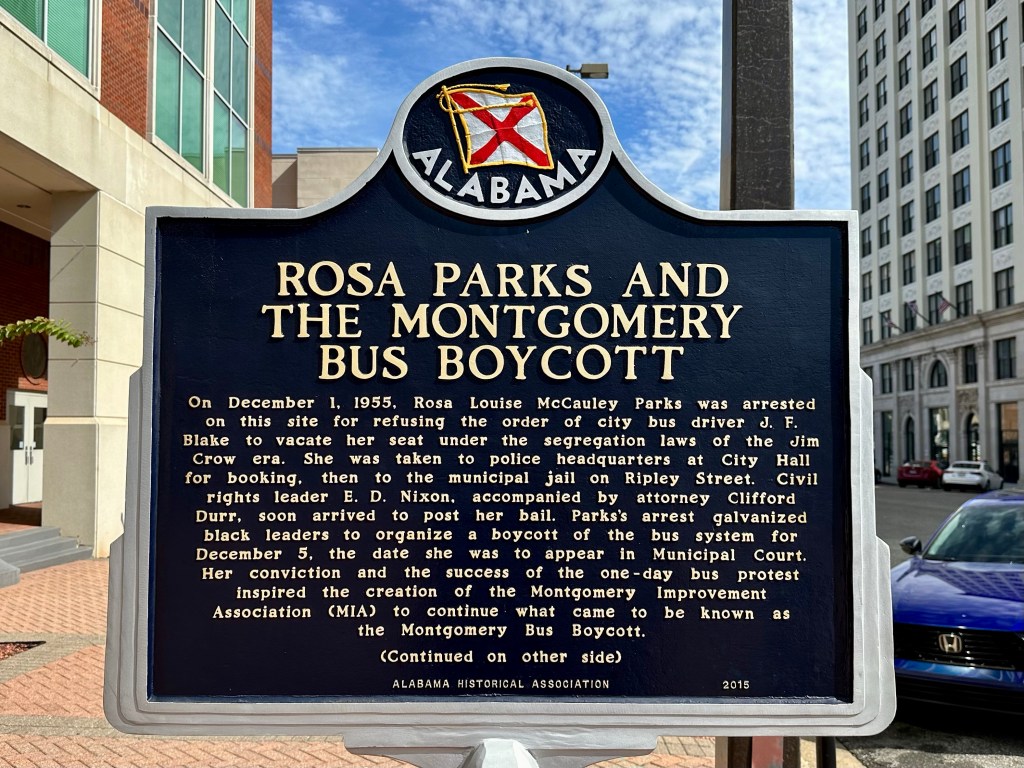 ALABAMA
ROSA PARKS AND
THE MONTGOMERY
BUS BOYCOTT
On December 1, 1955, Rosa Louise McCauley Parks was arrested
on this site for refusing the order of city bus driver J. F.
Blake to vacate her seat under the segregation laws of the Jim
Crow era. She was taken to police headquarters at City Hall
for booking, then to the municipal jail on Ripley Street. Civil
rights leader E. D. Nixon, accompanied by attorney Clifford
Durr, soon arrived to post her bail. Parks's arrest galvanized
black leaders to organize a boycott of the bus system for
December 5, the date she was to appear in Municipal Court.
Her conviction and the success of the one-day bus protest
inspired the creation of the Montgomery Improvement
Association (MIA) to continue what came to be known as
the Montgomery Bus Boycott.
(Continued on other side)
ALABAMA HISTORICAL ASSOCIATION 2015